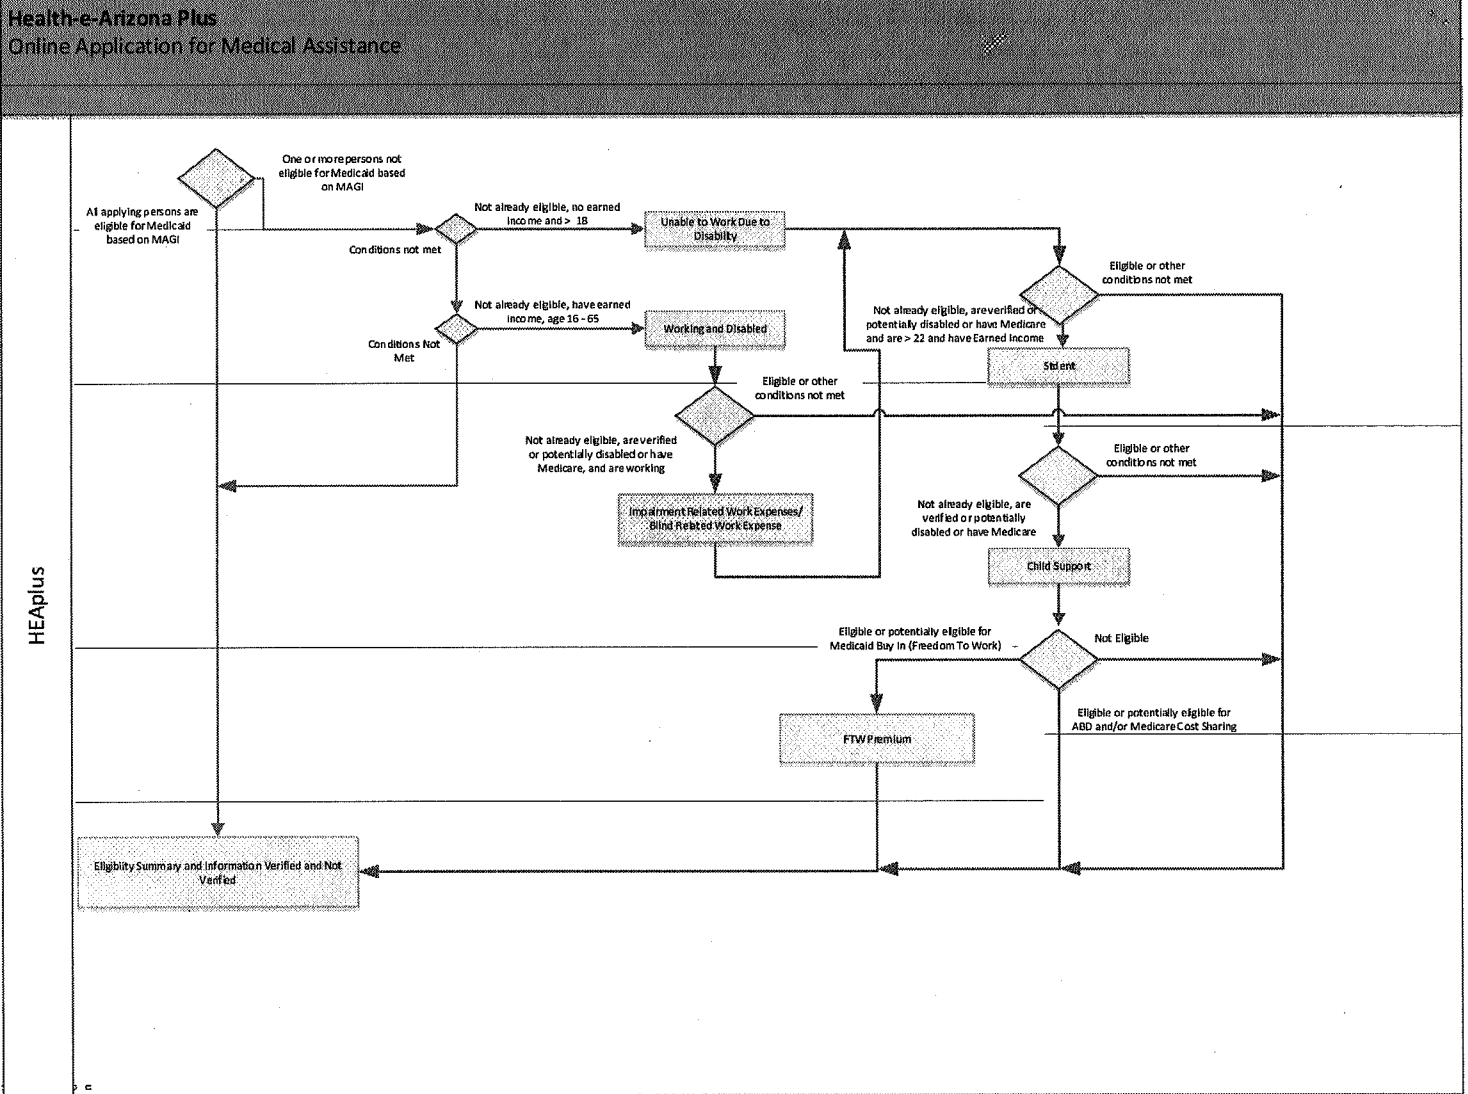 Health-e-Arizona Plus
Online Application for Medical Assistance
HEAplus
One or more persons not
eligible for Medicaid based
on MAGI
All applying persons are
eligible for Medicaid
based on MAGI
Not already eligible, no earned
income and > 18
Unable to Work Due to
Disability
Conditions not met
Not already eligible, have earned
income, age 16 - 65
Working and Disabled
Conditions Not
Met
Eligible or other
conditions not met
Not already eligible, are verified or
potentially disabled or have Medicare
and are > 22 and have Earned Income
Student
Eligible or other
conditions not met
Not already eligible, are verified
or potentially disabled or have
Medicare, and are working
Impairment Related Work Expenses/
Blind Related Work Expense
Eligible or other
conditions not met
Not already eligible, are
verified or potentially
disabled or have Medicare
Child Support
Eligible or potentially eligible for
Medicaid Buy In (Freedom To Work)
Not Eligible
FTW Premium
Eligible or potentially eligible for
ABD and/or Medicare Cost Sharing
Eligiblity Summary and Information Verified and Not
Verified